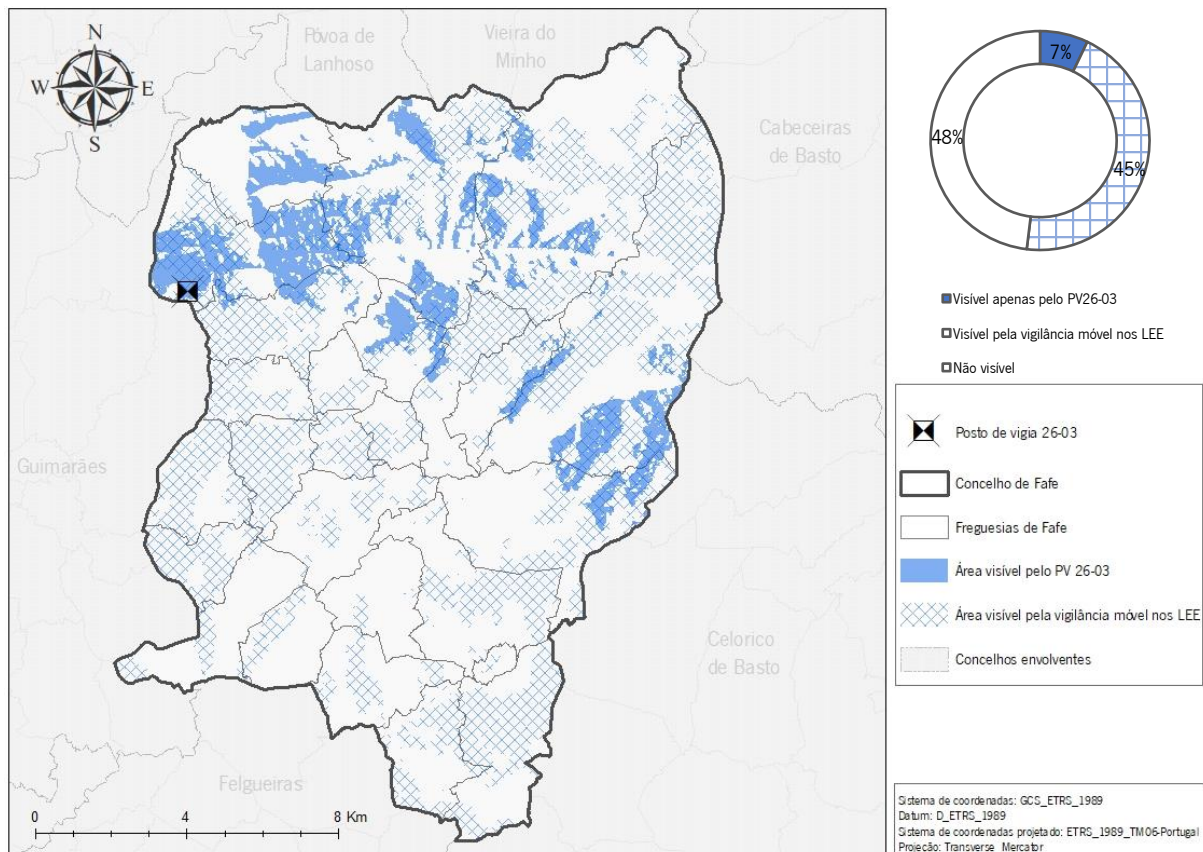 N
W E
S
Póvoa de
Lanhoso
Vieira do
Minho
Cabeceiras
de Basto
Guimarães
Celorico
de Basto
Felgueiras
0 4 8 Km
7%
48%
45%
Visível apenas pelo PV26-03
Visível pela vigilância móvel nos LEE
Não visível
Posto de vigia 26-03
Concelho de Fafe
Freguesias de Fafe
Área visível pelo PV 26-03
Área visível pela vigilância móvel nos LEE
Concelhos envolventes
Sistema de coordenadas: GCS_ETRS_1989
Datum: D_ETRS_1989
Sistema de coordenadas projetado: ETRS_1989_TM06-Portugal
Projeção: Transverse_Mercator